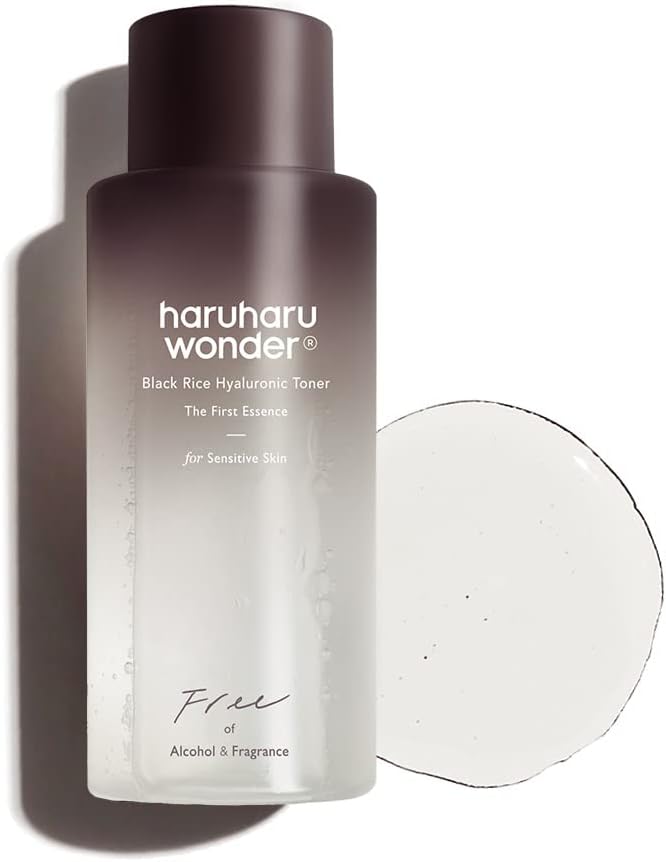 haruharu
wonder®
Black Rice Hyaluronic Toner
The First Essence
for Sensitive Skin
Free
of
Alcohol & Fragrance